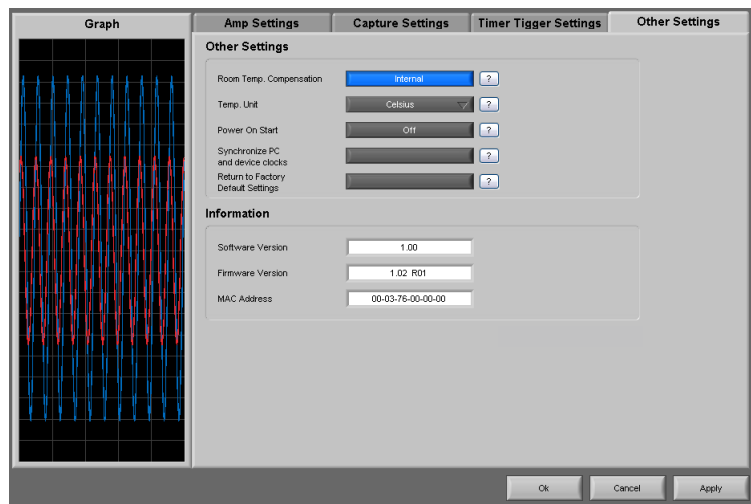 Graph
Amp Settings
Capture Settings
Timer Tigger Settings
Other Settings
Other Settings
Room Temp. Compensation
Internal
?
Temp. Unit
Celsius
?
Power On Start
Off
?
Synchronize PC
and device clocks
?
Return to Factory
Default Settings
?
Information
Software Version
1.00
Firmware Version
1.02 R01
MAC Address
00-03-76-00-00-00
Ok
Cancel
Apply